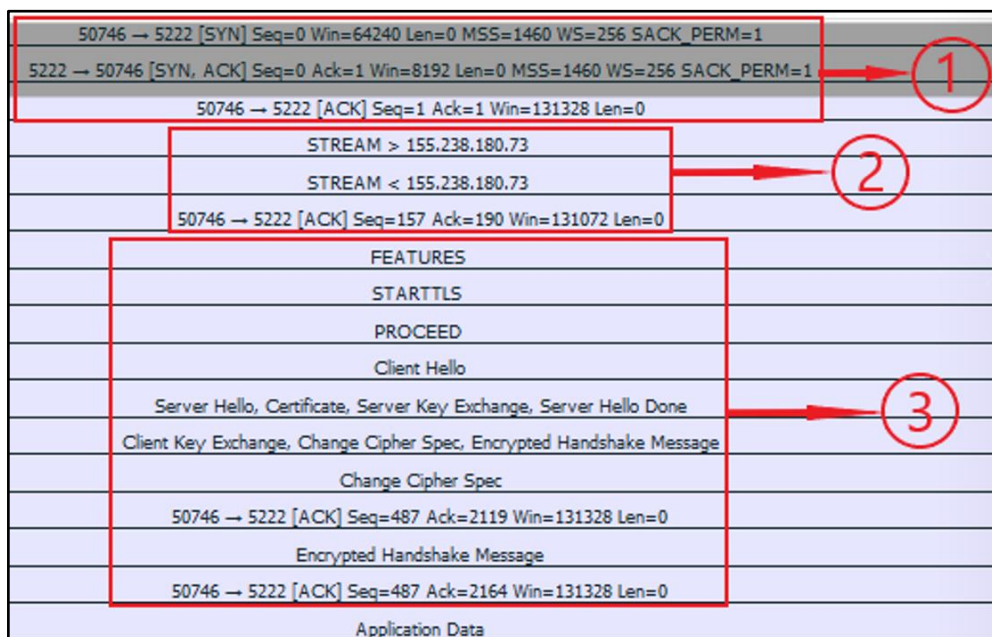 50746 → 5222 [SYN] Seq=0 Win=64240 Len=0 MSS=1460 WS=256 SACK_PERM=1
5222 → 50746 [SYN, ACK] Seq=0 Ack=1 Win=8192 Len=0 MSS=1460 WS=256 SACK_PERM=1
1
50746 → 5222 [ACK] Seq=1 Ack=1 Win=131328 Len=0
STREAM > 155.238.180.73
STREAM < 155.238.180.73
2
50746 → 5222 [ACK] Seq=157 Ack=190 Win=131072 Len=0
FEATURES
STARTTLS
PROCEED
Client Hello
Server Hello, Certificate, Server Key Exchange, Server Hello Done
3
Client Key Exchange, Change Cipher Spec, Encrypted Handshake Message
Change Cipher Spec
50746 → 5222 [ACK] Seq=487 Ack=2119 Win=131328 Len=0
Encrypted Handshake Message
50746 → 5222 [ACK] Seq=487 Ack=2164 Win=131328 Len=0
Application Data